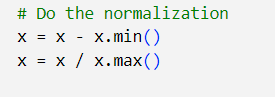 # Do the normalization
x = x - x.min()
x = x / x.max()